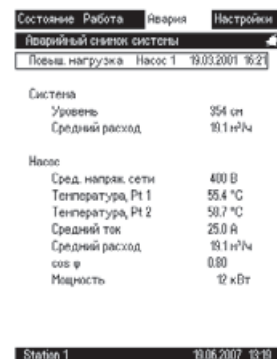 Состояние Работа Авария Настройки
Аварийный снимок системы
Повыш. нагрузка Насос 1 19.03.2001 16:21
Система
Уровень 354 см
Средний расход 19.1 м³/ч
Насос
Сред. напряж. сети 400 В
Температура, Pt 1 55.4 °C
Температура, Pt 2 58.7 °C
Средний ток 25.0 A
Средний расход 19.1 м³/ч
cos φ 0.80
Мощность 12 кВт
Station 1 19.06.2007 13:19